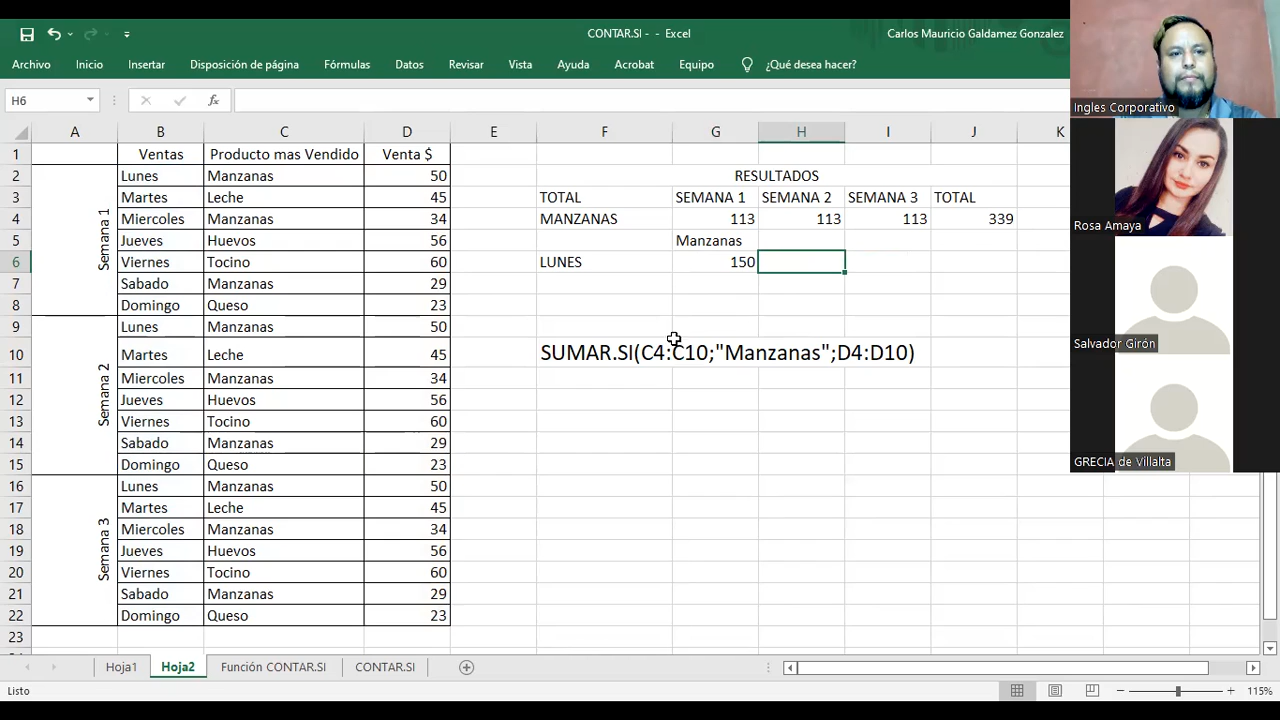 CONTAR.SI - - Excel
Carlos Mauricio Galdamez Gonzalez
Archivo Inicio Insertar Disposición de página Fórmulas Datos Revisar Vista Ayuda Acrobat Equipo ¿Qué desea hacer?
H6 fx
A B C D E F G H I J K
1 Ventas Producto mas Vendido Venta $
2 Lunes Manzanas 50 RESULTADOS
3 Martes Leche 45 TOTAL SEMANA 1 SEMANA 2 SEMANA 3 TOTAL
4 Miercoles Manzanas 34 MANZANAS 113 113 113 339
5 Jueves Huevos 56 Manzanas
6 Viernes Tocino 60 LUNES 150
7 Sabado Manzanas 29
8 Domingo Queso 23
Semana 1
9 Lunes Manzanas 50
10 Martes Leche 45 SUMAR.SI(C4:C10;"Manzanas";D4:D10)
11 Miercoles Manzanas 34
12 Jueves Huevos 56
13 Viernes Tocino 60
14 Sabado Manzanas 29
15 Domingo Queso 23
Semana 2
16 Lunes Manzanas 50
17 Martes Leche 45
18 Miercoles Manzanas 34
19 Jueves Huevos 56
20 Viernes Tocino 60
21 Sabado Manzanas 29
22 Domingo Queso 23
Semana 3
23
Hoja1 Hoja2 Función CONTAR.SI CONTAR.SI
Listo 115%
Ingles Corporativo
Rosa Amaya
Salvador Girón
GRECIA de Villalta